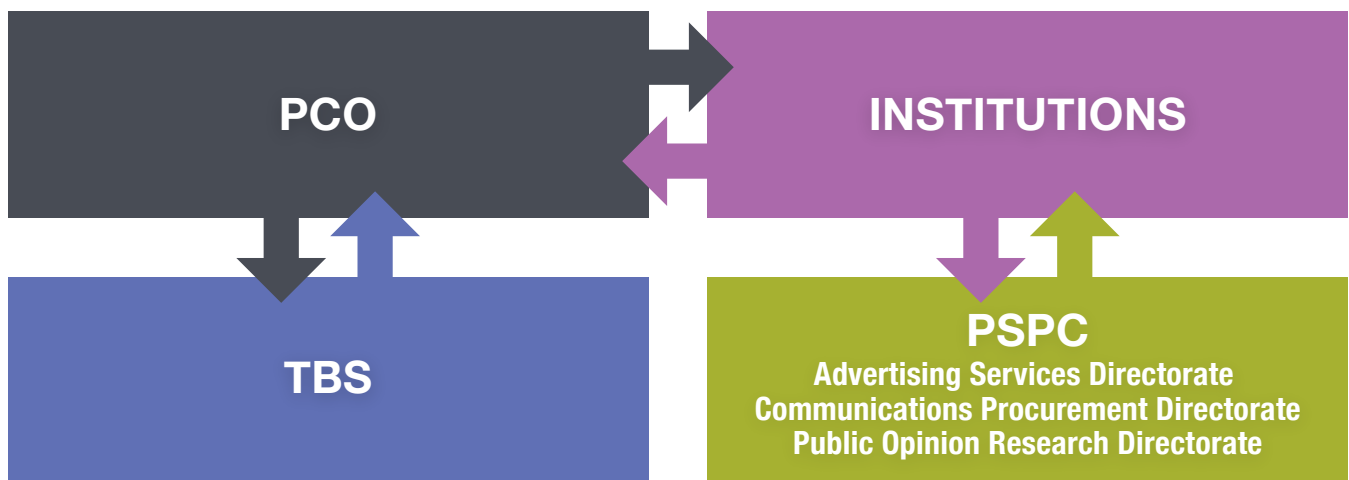 PCO
INSTITUTIONS
TBS
PSPC
Advertising Services Directorate
Communications Procurement Directorate
Public Opinion Research Directorate